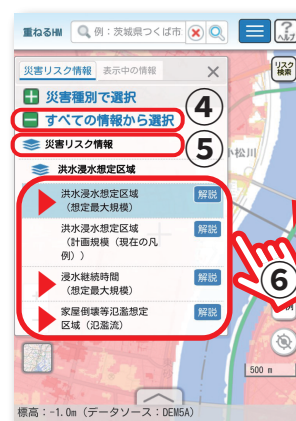 重ねるHM
例：茨城県つくば市
?
ヘルプ
災害リスク情報 表示中の情報 ×
リスク
検索
災害種別で選択
④
すべての情報から選択
⑤
災害リスク情報
小松川
洪水浸水想定区域
洪水浸水想定区域
（想定最大規模）
解説
洪水浸水想定区域
（計画規模（現在の凡
例））
解説
浸水継続時間
（想定最大規模）
解説
家屋倒壊等氾濫想定
区域（氾濫流）
解説
⑥
例
500 m
標高：-1.0m（データソース：DEM5A）